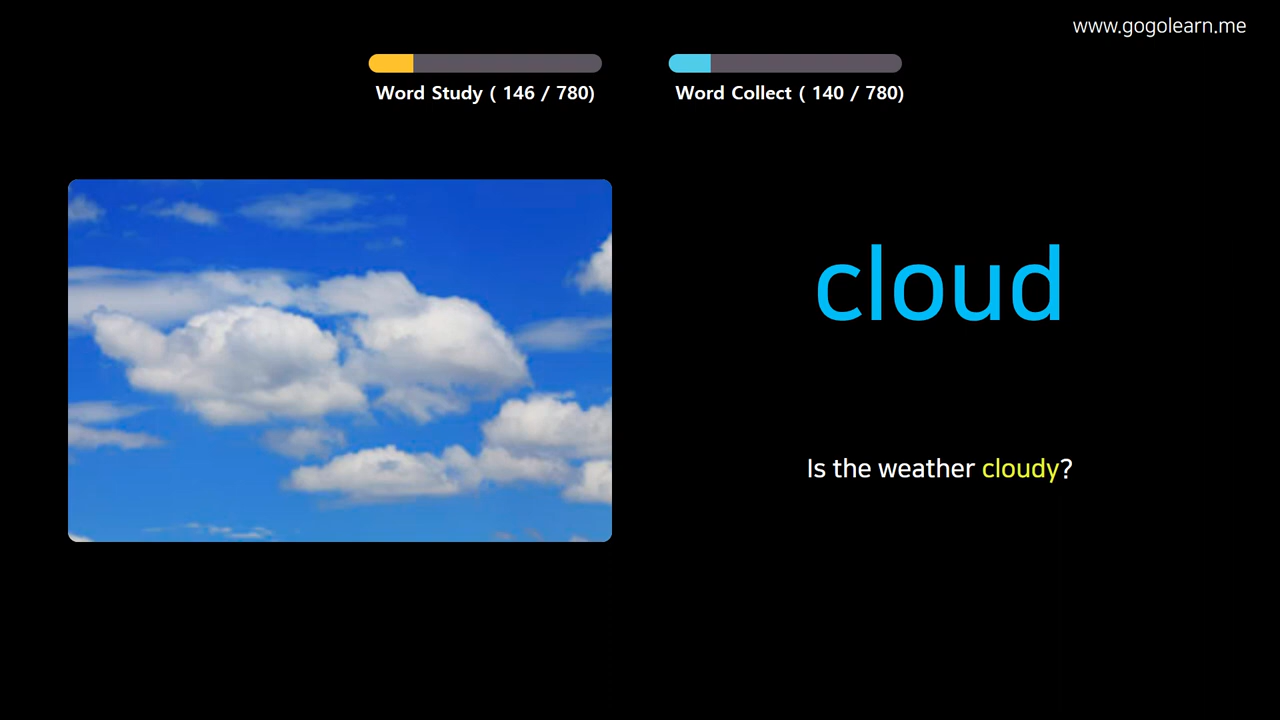 www.gogolearn.me
Word Study ( 146 / 780)
Word Collect ( 140 / 780)
cloud
Is the weather cloudy?